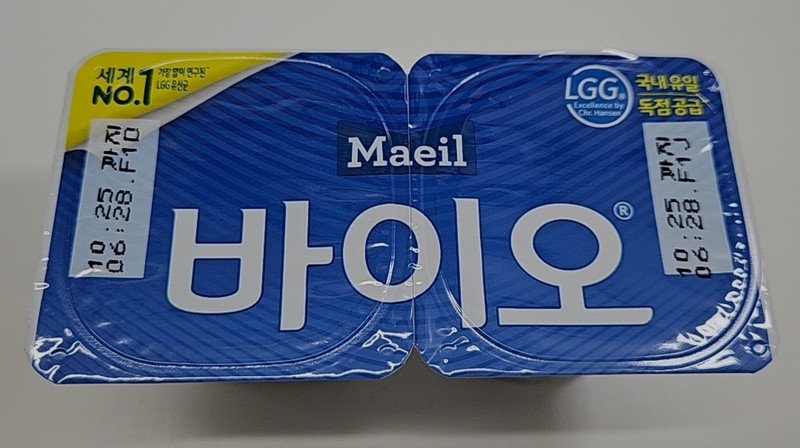 세계
NO.1
가장 많이 연구된
LGG 유산균
LGG®
Excellence By
Chr. Hansen
국내 유일
독점 공급
Maeil
바이오®
10 25 까지
06:28.F1D
10 25 까지
06:28.F1J